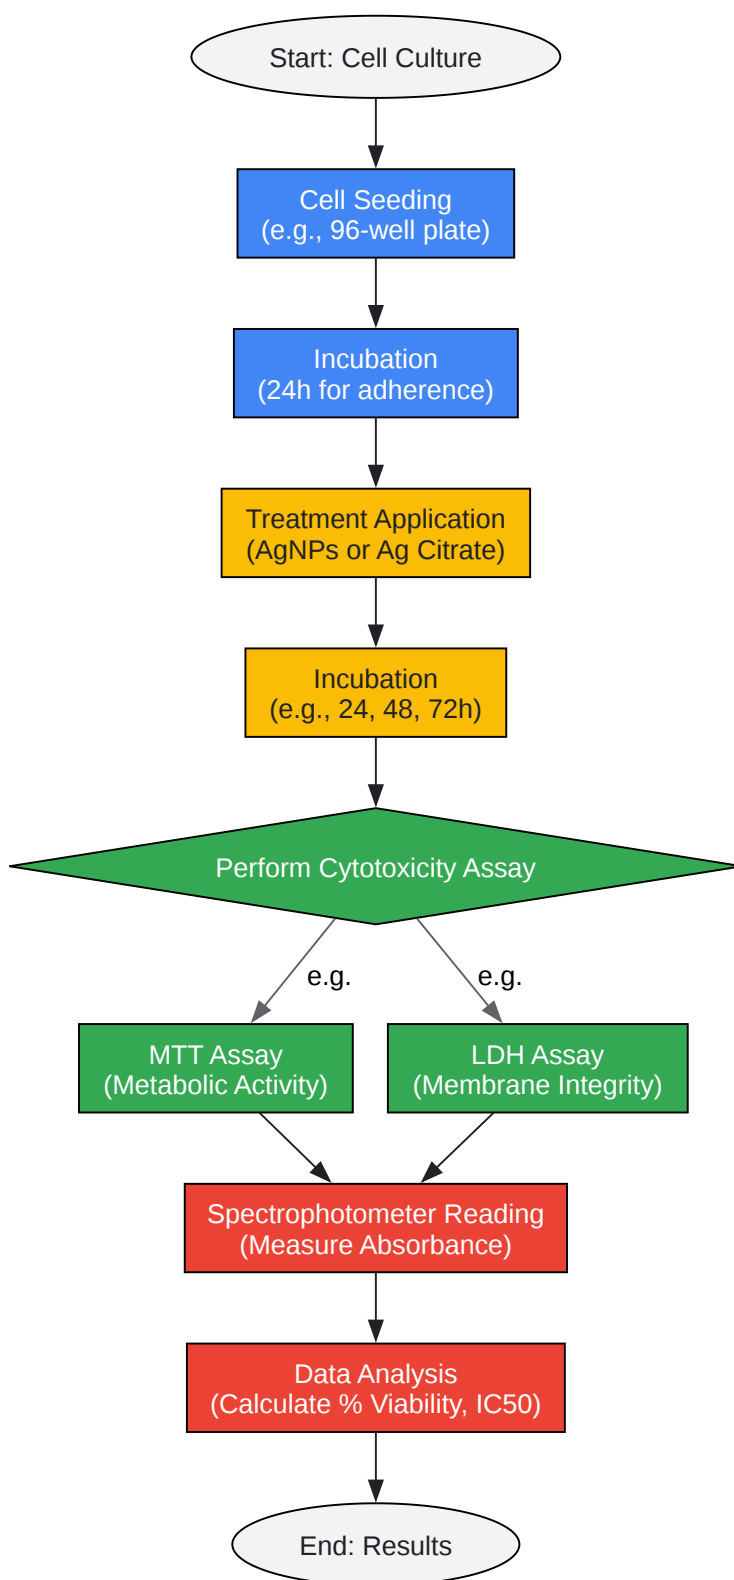 Start: Cell Culture
Cell Seeding
(e.g., 96-well plate)
Incubation
(24h for adherence)
Treatment Application
(AgNPs or Ag Citrate)
Incubation
(e.g., 24, 48, 72h)
Perform Cytotoxicity Assay
e.g.
e.g.
MTT Assay
(Metabolic Activity)
LDH Assay
(Membrane Integrity)
Spectrophotometer Reading
(Measure Absorbance)
Data Analysis
(Calculate % Viability, IC50)
End: Results